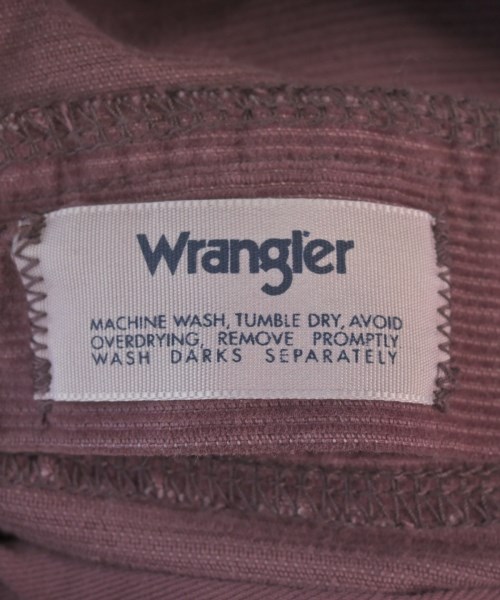 Wrangler
MACHINE WASH, TUMBLE DRY, AVOID
OVERDRYING, REMOVE PROMPTLY
WASH DARKS SEPARATELY